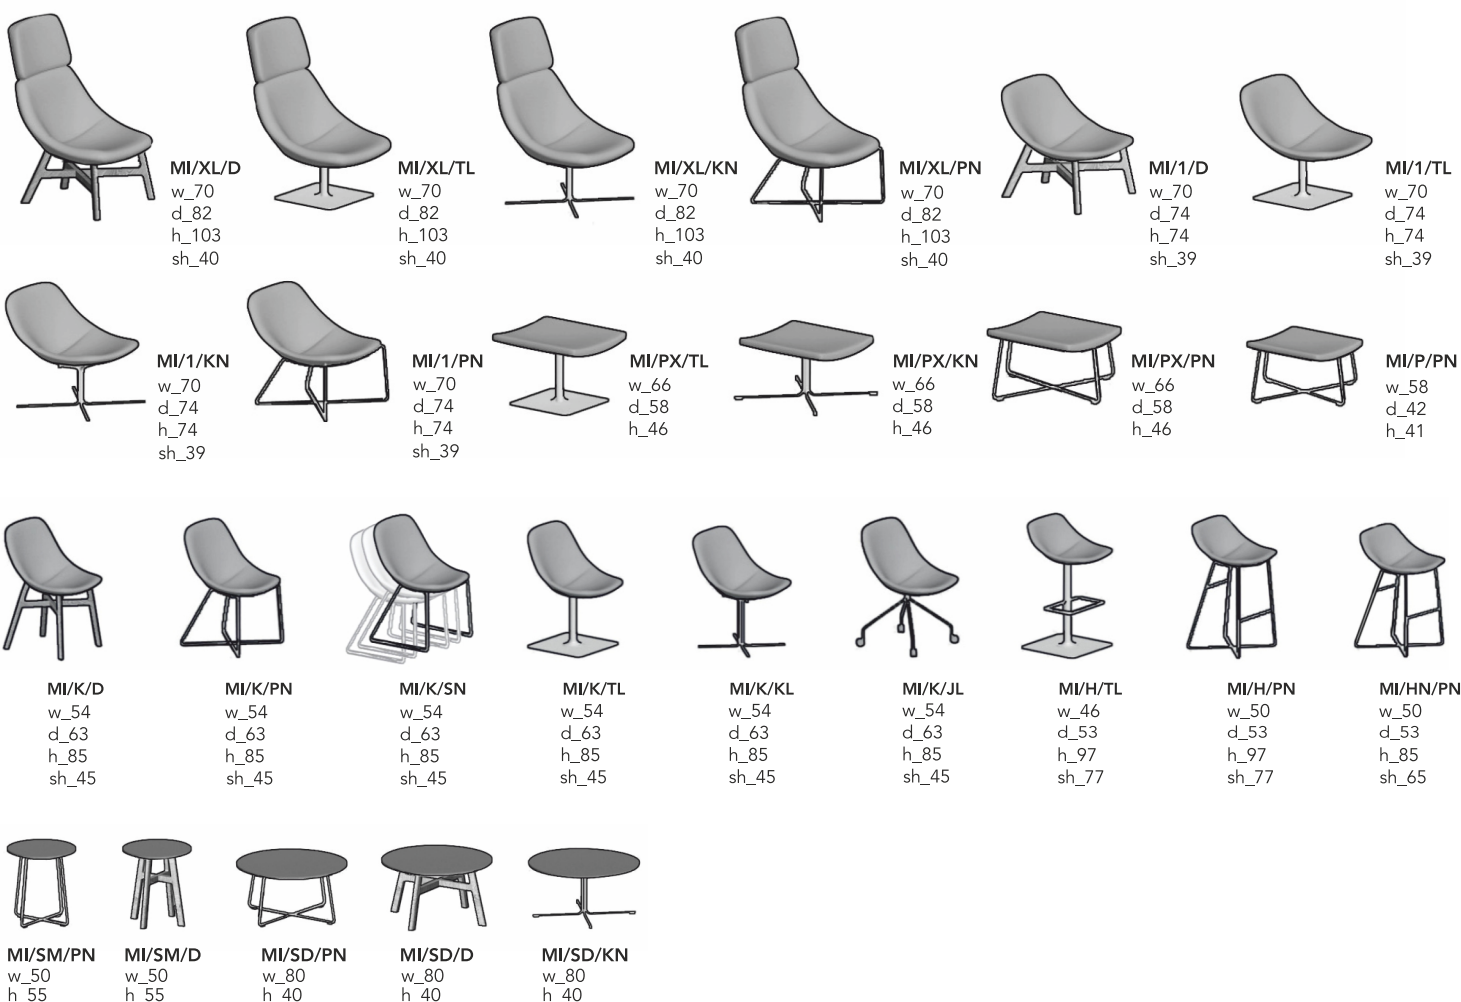 MI/XL/D
w_70
d_82
h_103
sh_40
MI/XL/TL
w_70
d_82
h_103
sh_40
MI/XL/KN
w_70
d_82
h_103
sh_40
MI/XL/PN
w_70
d_82
h_103
sh_40
MI/1/D
w_70
d_74
h_74
sh_39
MI/1/TL
w_70
d_74
h_74
sh_39
MI/1/KN
w_70
d_74
h_74
sh_39
MI/1/PN
w_70
d_74
h_74
sh_39
MI/PX/TL
w_66
d_58
h_46
MI/PX/KN
w_66
d_58
h_46
MI/PX/PN
w_66
d_58
h_46
MI/P/PN
w_58
d_42
h_41
MI/K/D
w_54
d_63
h_85
sh_45
MI/K/PN
w_54
d_63
h_85
sh_45
MI/K/SN
w_54
d_63
h_85
sh_45
MI/K/TL
w_54
d_63
h_85
sh_45
MI/K/KL
w_54
d_63
h_85
sh_45
MI/K/JL
w_54
d_63
h_85
sh_45
MI/H/TL
w_46
d_53
h_97
sh_77
MI/H/PN
w_50
d_53
h_97
sh_77
MI/HN/PN
w_50
d_53
h_85
sh_65
MI/SM/PN
w_50
h_55
MI/SM/D
w_50
h_55
MI/SD/PN
w_80
h_40
MI/SD/D
w_80
h_40
MI/SD/KN
w_80
h_40